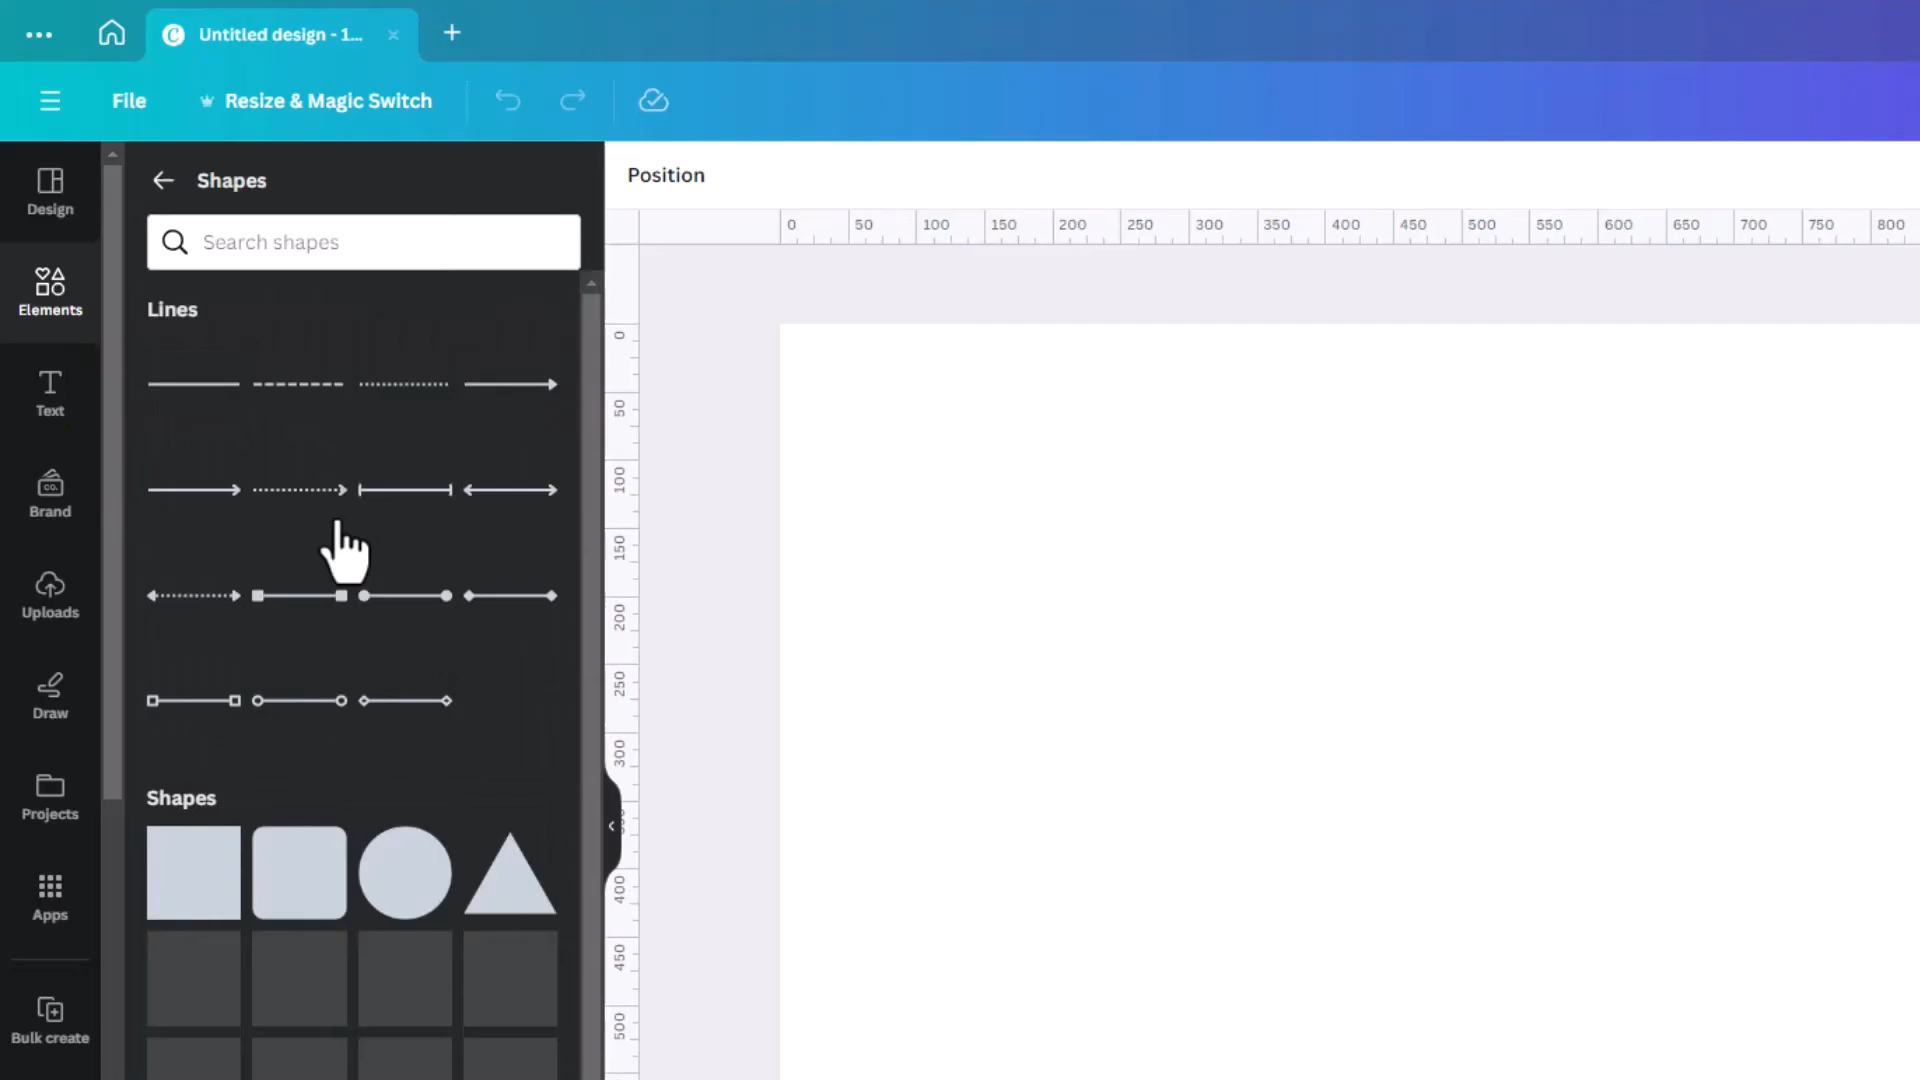 Untitled design - 1...
File
Resize & Magic Switch
Design
Elements
Text
CO.
Brand
Uploads
Draw
Projects
Apps
Bulk create
Shapes
Search shapes
Lines
Shapes
Position
0 50 100 150 200 250 300 350 400 450 500 550 600 650 700 750 800
0
50
100
150
200
250
300
400
450
500